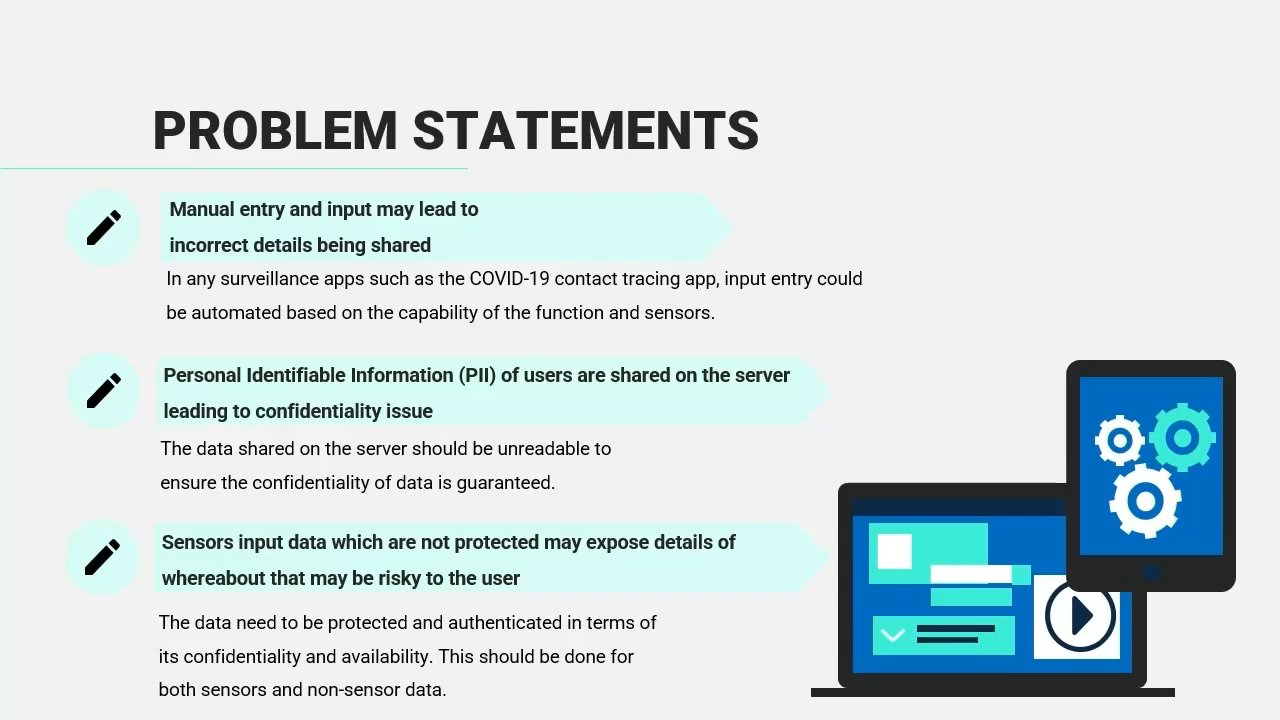 PROBLEM STATEMENTS
Manual entry and input may lead to
incorrect details being shared
In any surveillance apps such as the COVID-19 contact tracing app, input entry could
be automated based on the capability of the function and sensors.
Personal Identifiable Information (PII) of users are shared on the server
leading to confidentiality issue
The data shared on the server should be unreadable to
ensure the confidentiality of data is guaranteed.
Sensors input data which are not protected may expose details of
whereabout that may be risky to the user
The data need to be protected and authenticated in terms of
its confidentiality and availability. This should be done for
both sensors and non-sensor data.